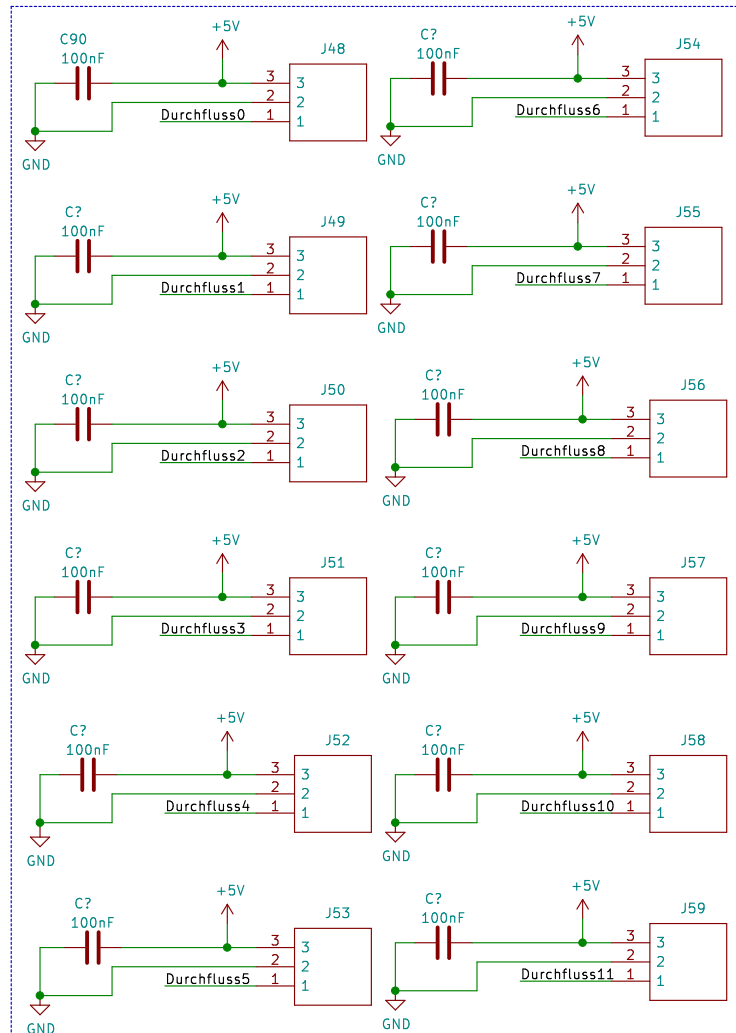 C90
100nF
+5V
J48
3 3
2 2
Durchfluss0 1 1
GND
C?
100nF
+5V
J54
3 3
2 2
Durchfluss6 1 1
GND
C?
100nF
+5V
J49
3 3
2 2
Durchfluss1 1 1
GND
C?
100nF
+5V
J55
3 3
2 2
Durchfluss7 1 1
GND
C?
100nF
+5V
J50
3 3
2 2
Durchfluss2 1 1
GND
C?
100nF
+5V
J56
3 3
2 2
Durchfluss8 1 1
GND
C?
100nF
+5V
J51
3 3
2 2
Durchfluss3 1 1
GND
C?
100nF
+5V
J57
3 3
2 2
Durchfluss9 1 1
GND
C?
100nF
+5V
J52
3 3
2 2
Durchfluss4 1 1
GND
C?
100nF
+5V
J58
3 3
2 2
Durchfluss10 1 1
GND
C?
100nF
+5V
J53
3 3
2 2
Durchfluss5 1 1
GND
C?
100nF
+5V
J59
3 3
2 2
Durchfluss11 1 1
GND